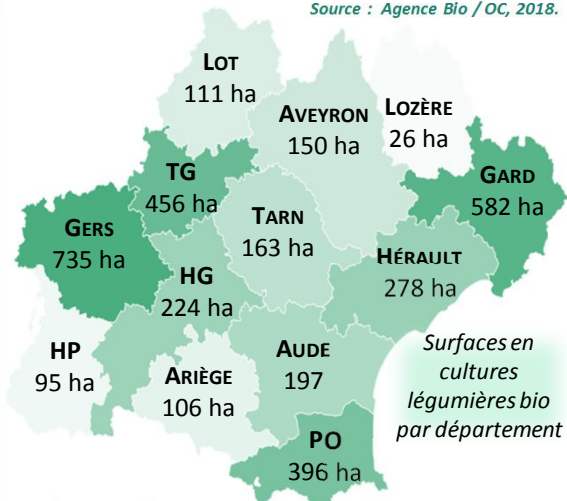 Source : Agence Bio / OC, 2018.
LOT
111 ha
AVEYRON
150 ha
LOZÈRE
26 ha
TG
456 ha
GARD
582 ha
GERS
735 ha
TARN
163 ha
HÉRAULT
278 ha
HG
224 ha
HP
95 ha
ARIÈGE
106 ha
AUDE
197
PO
396 ha
Surfaces en
cultures
légumières bio
par département